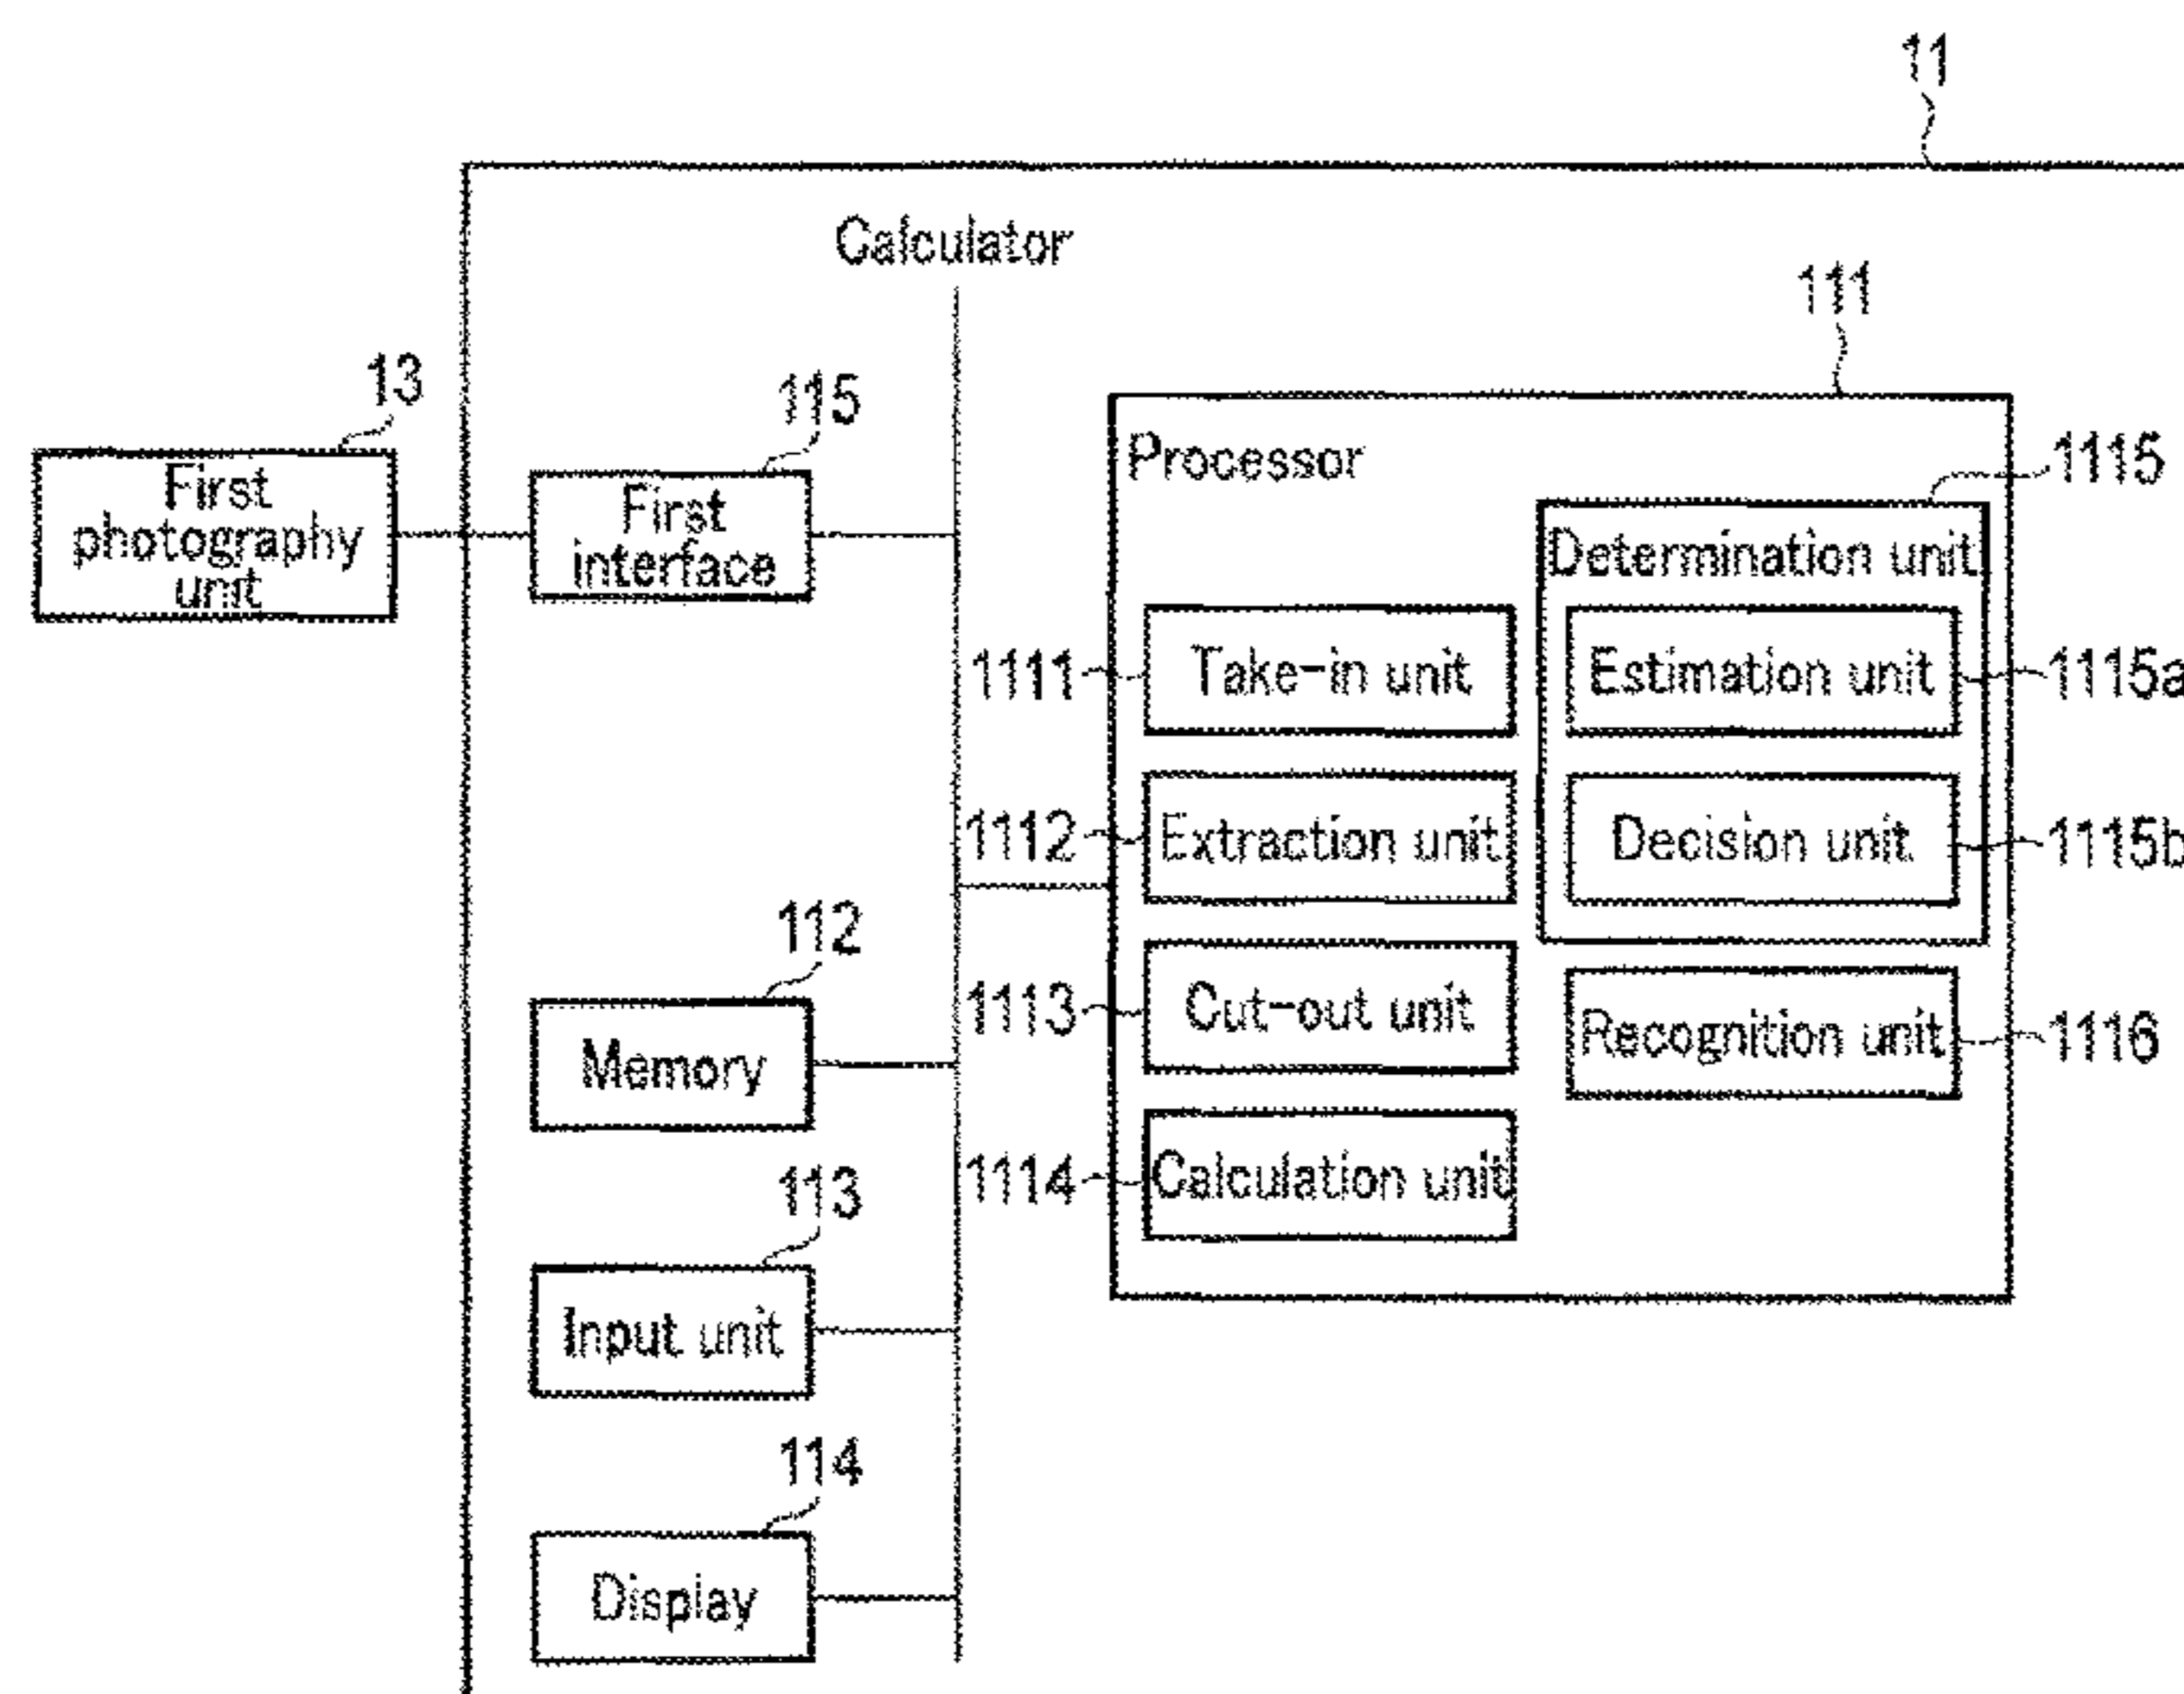 11
Calculator
111
13
115
First
photography
unit
First
interface
Processor
1115
Determination unit
1111
Take-in unit
Estimation unit
1115a
1112
Extraction unit
Decision unit
1115b
112
Memory
1113
Cut-out unit
Recognition unit
1116
113
Input unit
1114
Calculation unit
114
Display